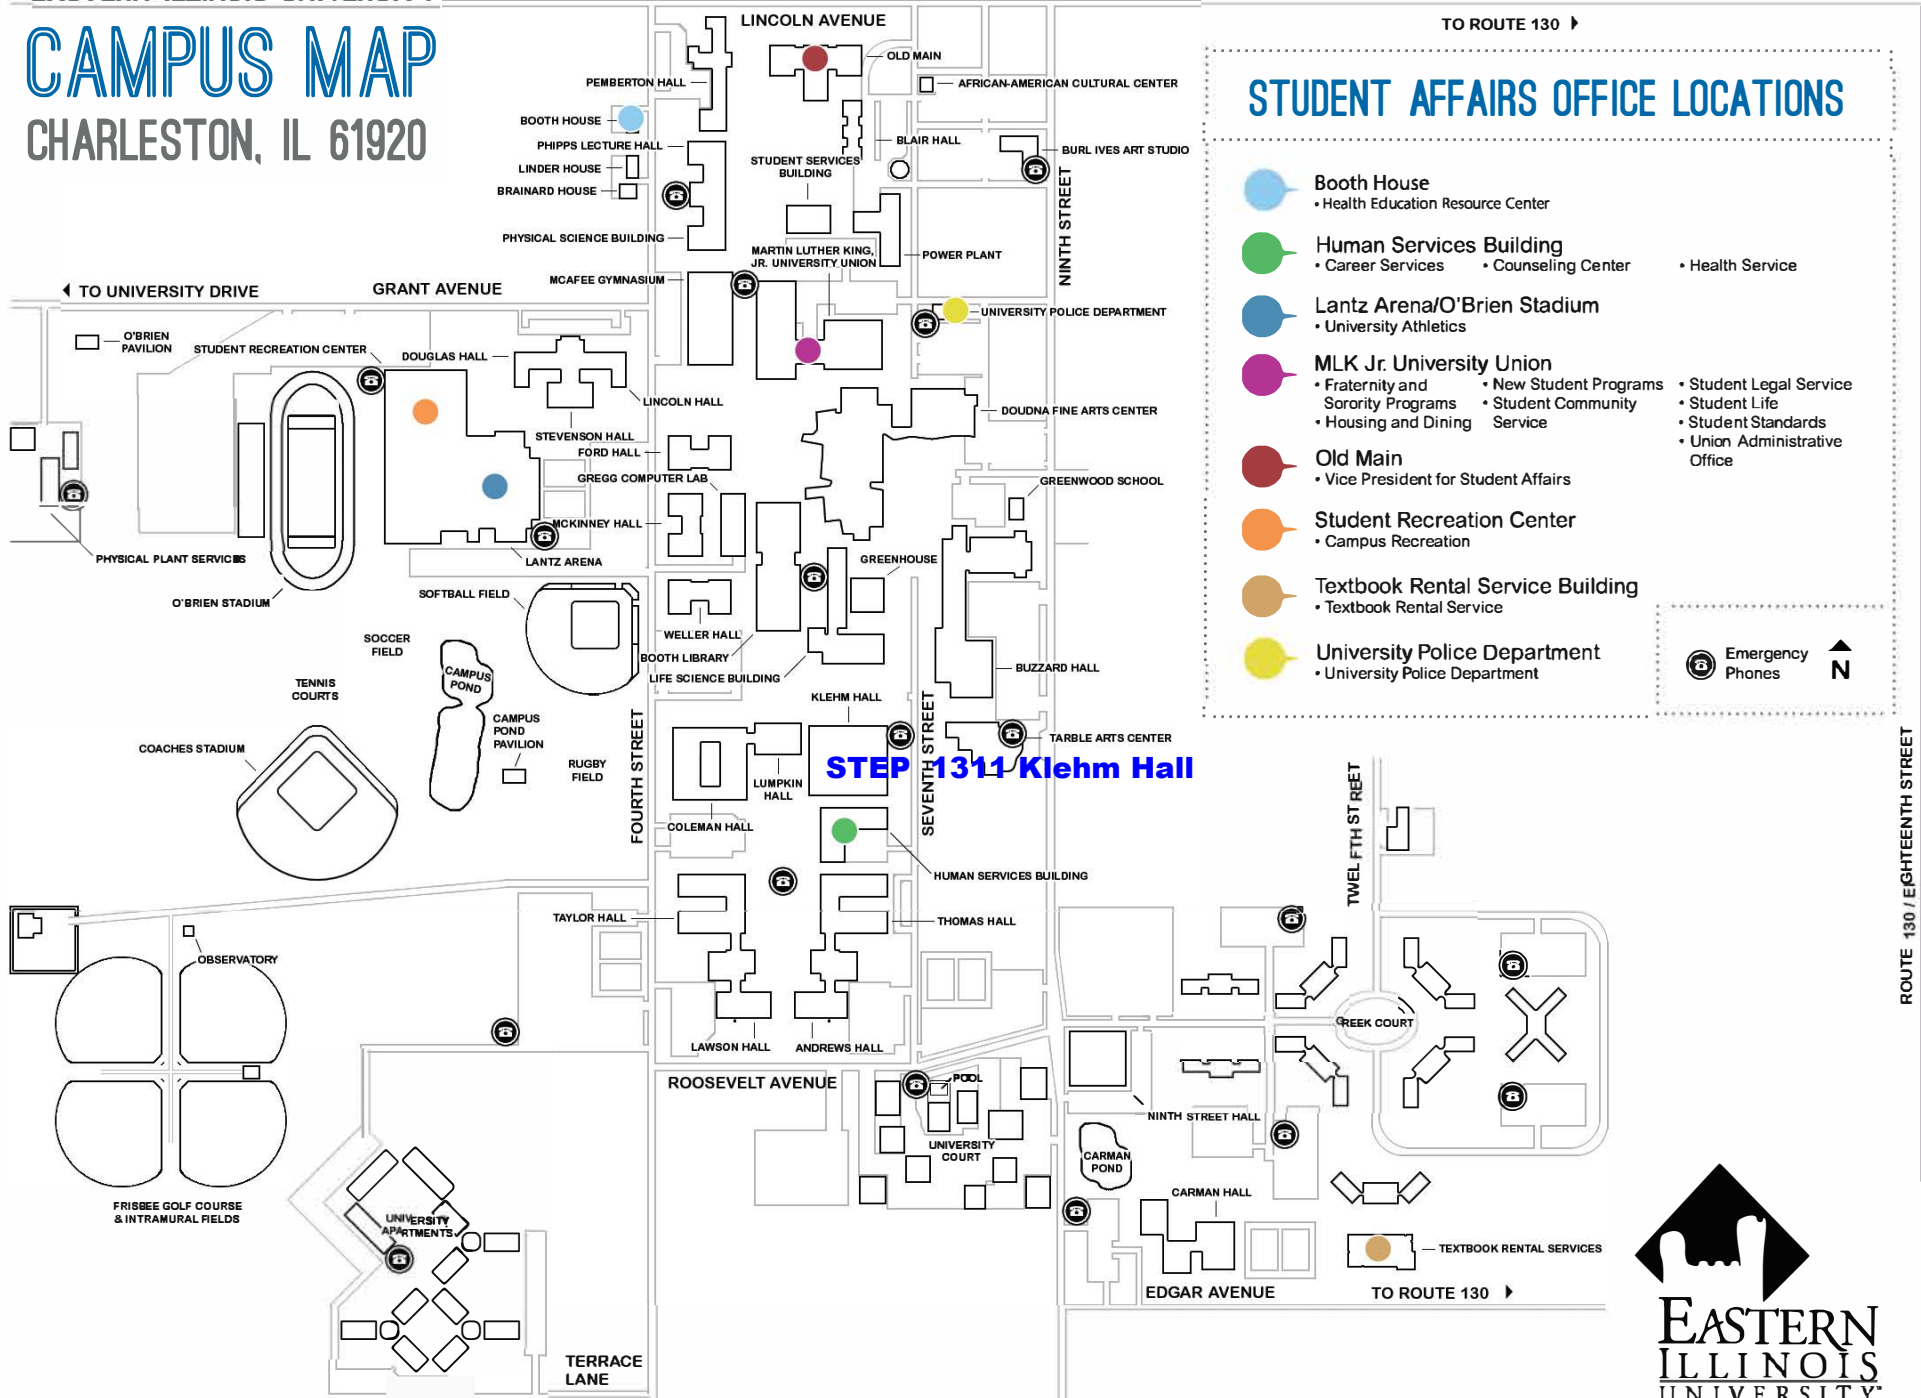 EASTERN ILLINOIS UNIVERSITY
CAMPUS MAP
CHARLESTON, IL 61920
LINCOLN AVENUE
TO ROUTE 130
OLD MAIN
PEMBERTON HALL
AFRICAN-AMERICAN CULTURAL CENTER
BOOTH HOUSE
BLAIR HALL
PHIPPS LECTURE HALL
BURL IVES ART STUDIO
STUDENT SERVICES
BUILDING
LINDER HOUSE
BRAINARD HOUSE
NINTH STREET
PHYSICAL SCIENCE BUILDING
MARTIN LUTHER KING,
JR. UNIVERSITY UNION
POWER PLANT
MCAFEE GYMNASIUM
TO UNIVERSITY DRIVE
GRANT AVENUE
UNIVERSITY POLICE DEPARTMENT
O'BRIEN
PAVILION
STUDENT RECREATION CENTER
DOUGLAS HALL
LINCOLN HALL
DOUDNA FINE ARTS CENTER
STEVENSON HALL
FORD HALL
GREGG COMPUTER LAB
GREENWOOD SCHOOL
MCKINNEY HALL
PHYSICAL PLANT SERVICES
LANTZ ARENA
GREENHOUSE
O'BRIEN STADIUM
SOFTBALL FIELD
SOCCER
FIELD
WELLER HALL
BOOTH LIBRARY
LIFE SCIENCE BUILDING
BUZZARD HALL
CAMPUS
POND
TENNIS
COURTS
KLEHM HALL
CAMPUS
POND
PAVILION
COACHES STADIUM
RUGBY
FIELD
FOURTH STREET
SEVENTH STREET
TARBLE ARTS CENTER
STEP 1311 Klehm Hall
LUMPKIN
HALL
COLEMAN HALL
HUMAN SERVICES BUILDING
TAYLOR HALL
THOMAS HALL
OBSERVATORY
LAWSON HALL
ANDREWS HALL
ROOSEVELT AVENUE
POOL
UNIVERSITY
COURT
FRISBEE GOLF COURSE
& INTRAMURAL FIELDS
UNIVERSITY
APARTMENTS
TERRACE
LANE
STUDENT AFFAIRS OFFICE LOCATIONS
Booth House
• Health Education Resource Center
Human Services Building
• Career Services • Counseling Center • Health Service
Lantz Arena/O'Brien Stadium
• University Athletics
MLK Jr. University Union
• Fraternity and • New Student Programs • Student Legal Service
Sorority Programs • Student Community • Student Life
• Housing and Dining Service • Student Standards
• Union Administrative
Office
Old Main
• Vice President for Student Affairs
Student Recreation Center
• Campus Recreation
Textbook Rental Service Building
• Textbook Rental Service
University Police Department
• University Police Department
Emergency
Phones
N
ROUTE 130 / EIGHTEENTH STREET
TWELFTH STREET
GREEK COURT
NINTH STREET HALL
CARMAN
POND
CARMAN HALL
TEXTBOOK RENTAL SERVICES
EDGAR AVENUE
TO ROUTE 130
EASTERN
ILLINOIS
UNIVERSITY